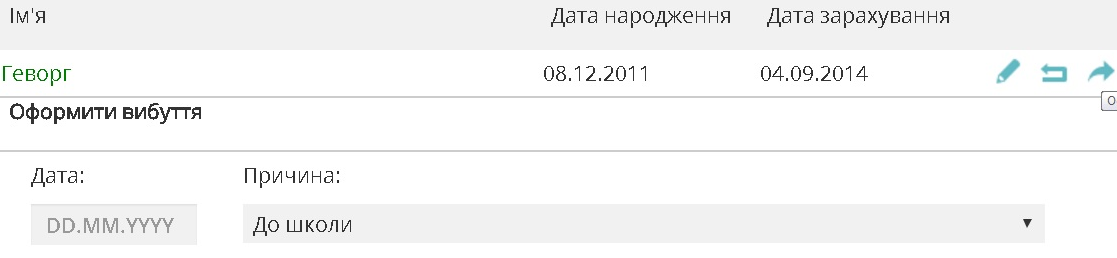 Ім'я Дата народження Дата зарахування
Геворг 08.12.2011 04.09.2014
Оформити вибуття
Дата: Причина:
DD.MM.YYYY До школи